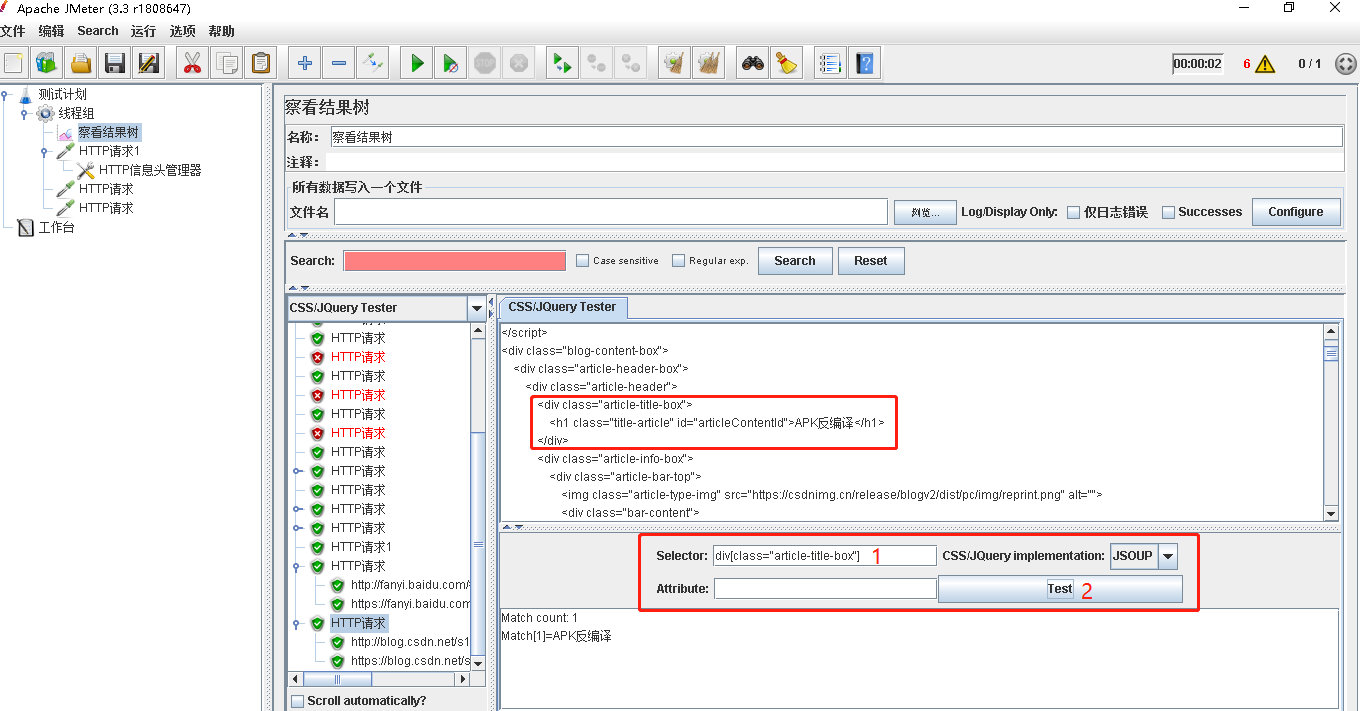 Apache JMeter (3.3 r1808647)
文件 编辑 Search 运行 选项 帮助
00:00:02 6 0 / 1
测试计划
线程组
察看结果树
HTTP请求1
HTTP信息头管理器
HTTP请求
HTTP请求
工作台
察看结果树
名称： 察看结果树
注释：
所有数据写入一个文件
文件名 浏览... Log/Display Only: 仅日志错误 Successes Configure
Search: Case sensitive Regular exp. Search Reset
CSS/JQuery Tester
HTTP请求
HTTP请求
HTTP请求
HTTP请求
HTTP请求
HTTP请求
HTTP请求
HTTP请求
HTTP请求
HTTP请求
HTTP请求
HTTP请求1
HTTP请求
http://fanyi.baidu.com/
https://fanyi.baidu.com
HTTP请求
http://blog.csdn.net/s1
https://blog.csdn.net/s
Scroll automatically?
CSS/JQuery Tester
</script>
<div class="blog-content-box">
<div class="article-header-box">
<div class="article-header">
<div class="article-title-box">
<h1 class="title-article" id="articleContentId">APK反编译</h1>
</div>
<div class="article-info-box">
<div class="article-bar-top">
<img class="article-type-img" src="https://csdnimg.cn/release/blogv2/dist/pc/img/reprint.png" alt="">
<div class="bar-content">
Selector: div[class="article-title-box"] 1 CSS/JQuery implementation: JSOUP
Attribute: Test 2
Match count: 1
Match[1]=APK反编译